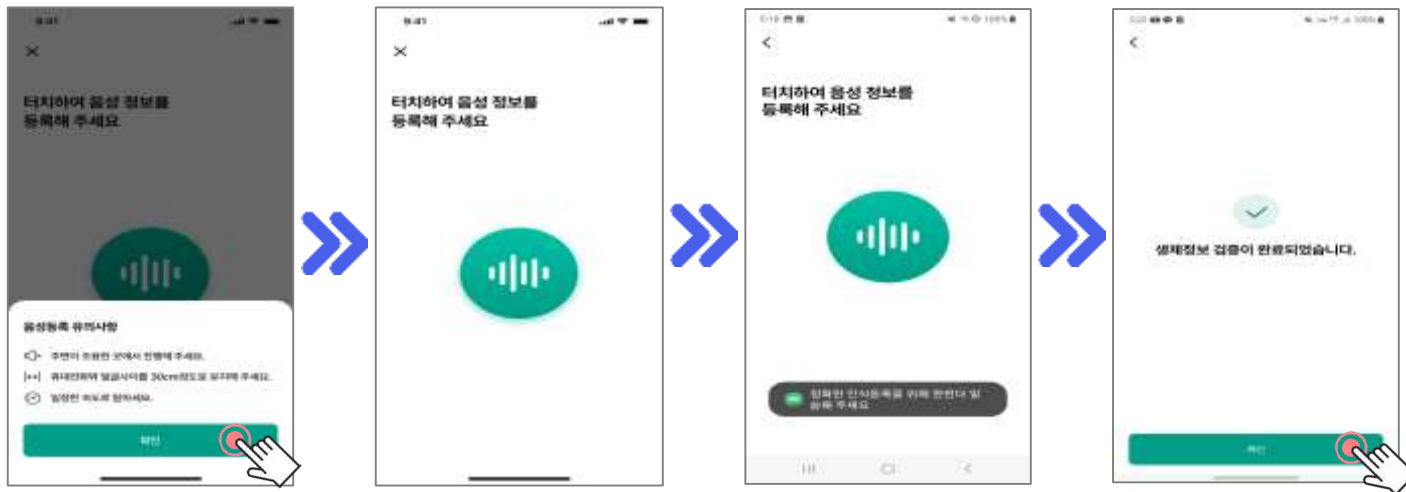 9:41
터치하여 음성 정보를
등록해 주세요
음성등록 유의사항
주변이 조용한 곳에서 진행해 주세요.
휴대전화와 얼굴사이를 30cm정도로 유지해 주세요.
일정한 속도로 말하세요.
확인
9:41
터치하여 음성 정보를
등록해 주세요
100%
터치하여 음성 정보를
등록해 주세요
정확한 인식등록을 위해 한번더 말
씀해 주세요
100%
생체정보 검증이 완료되었습니다.
확인